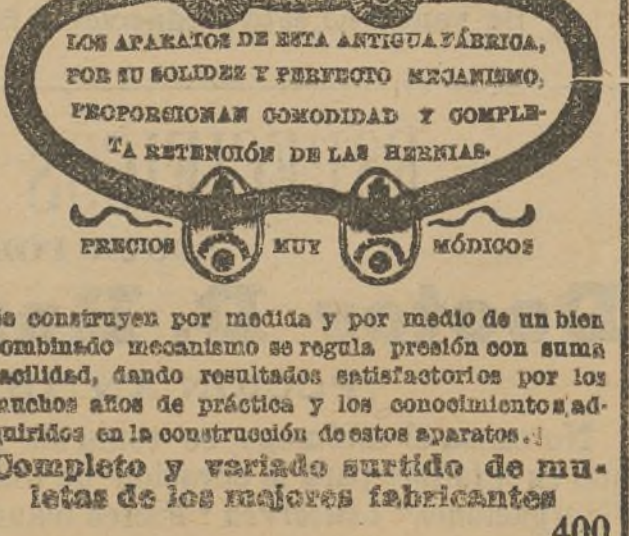 LOS APARATOS DE ESTA ANTIGUA FÁBRICA,
POR SU SOLIDEZ Y PERFECTO MECANISMO,
PROPORCIONAN COMODIDAD Y COMPLE-
TA RETENCIÓN DE LAS HERNIAS.
PRECIOS MUY MÓDICOS
Se construyen por medida y por medio de un bien
combinado mecanismo se regula presión con suma
facilidad, dando resultados satisfactorios por los
muchos años de práctica y los conocimientos ad-
quiridos en la construcción de estos aparatos.
Completo y variado surtido de mu-
letas de los mejores fabricantes
400